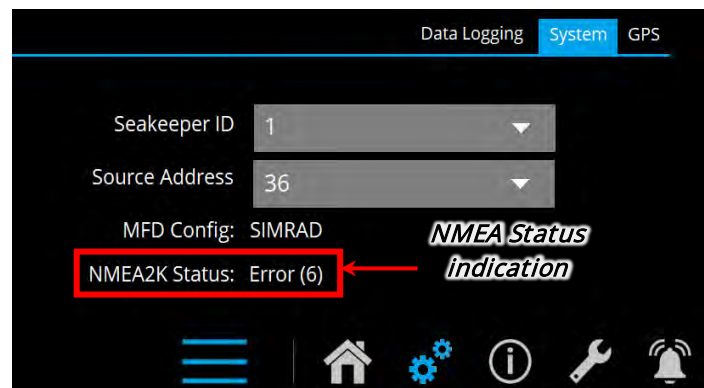 Data Logging System GPS
Seakeeper ID 1
Source Address 36
MFD Config: SIMRAD
NMEA2K Status: Error (6)
NMEA Status
indication